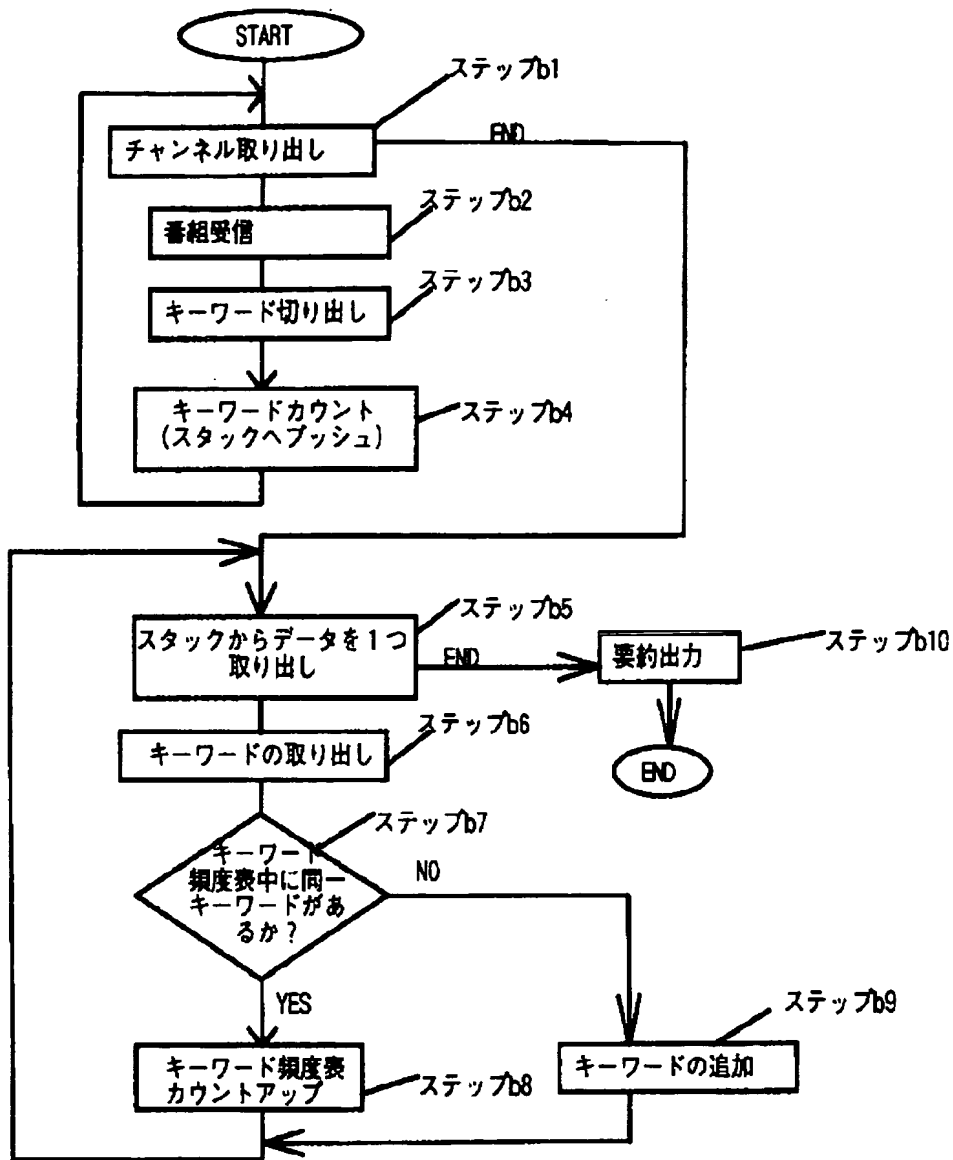 START
ステップb1
チャンネル取り出し
END
ステップb2
番組受信
ステップb3
キーワード切り出し
キーワードカウント
(スタックへプッシュ)
ステップb4
ステップb5
スタックからデータを1つ
取り出し
END
要約出力
ステップb10
ステップb6
キーワードの取り出し
END
ステップb7
キーワード
頻度表中に同一
キーワードがあ
るか?
NO
YES
ステップb9
キーワード頻度表
カウントアップ
ステップb8
キーワードの追加